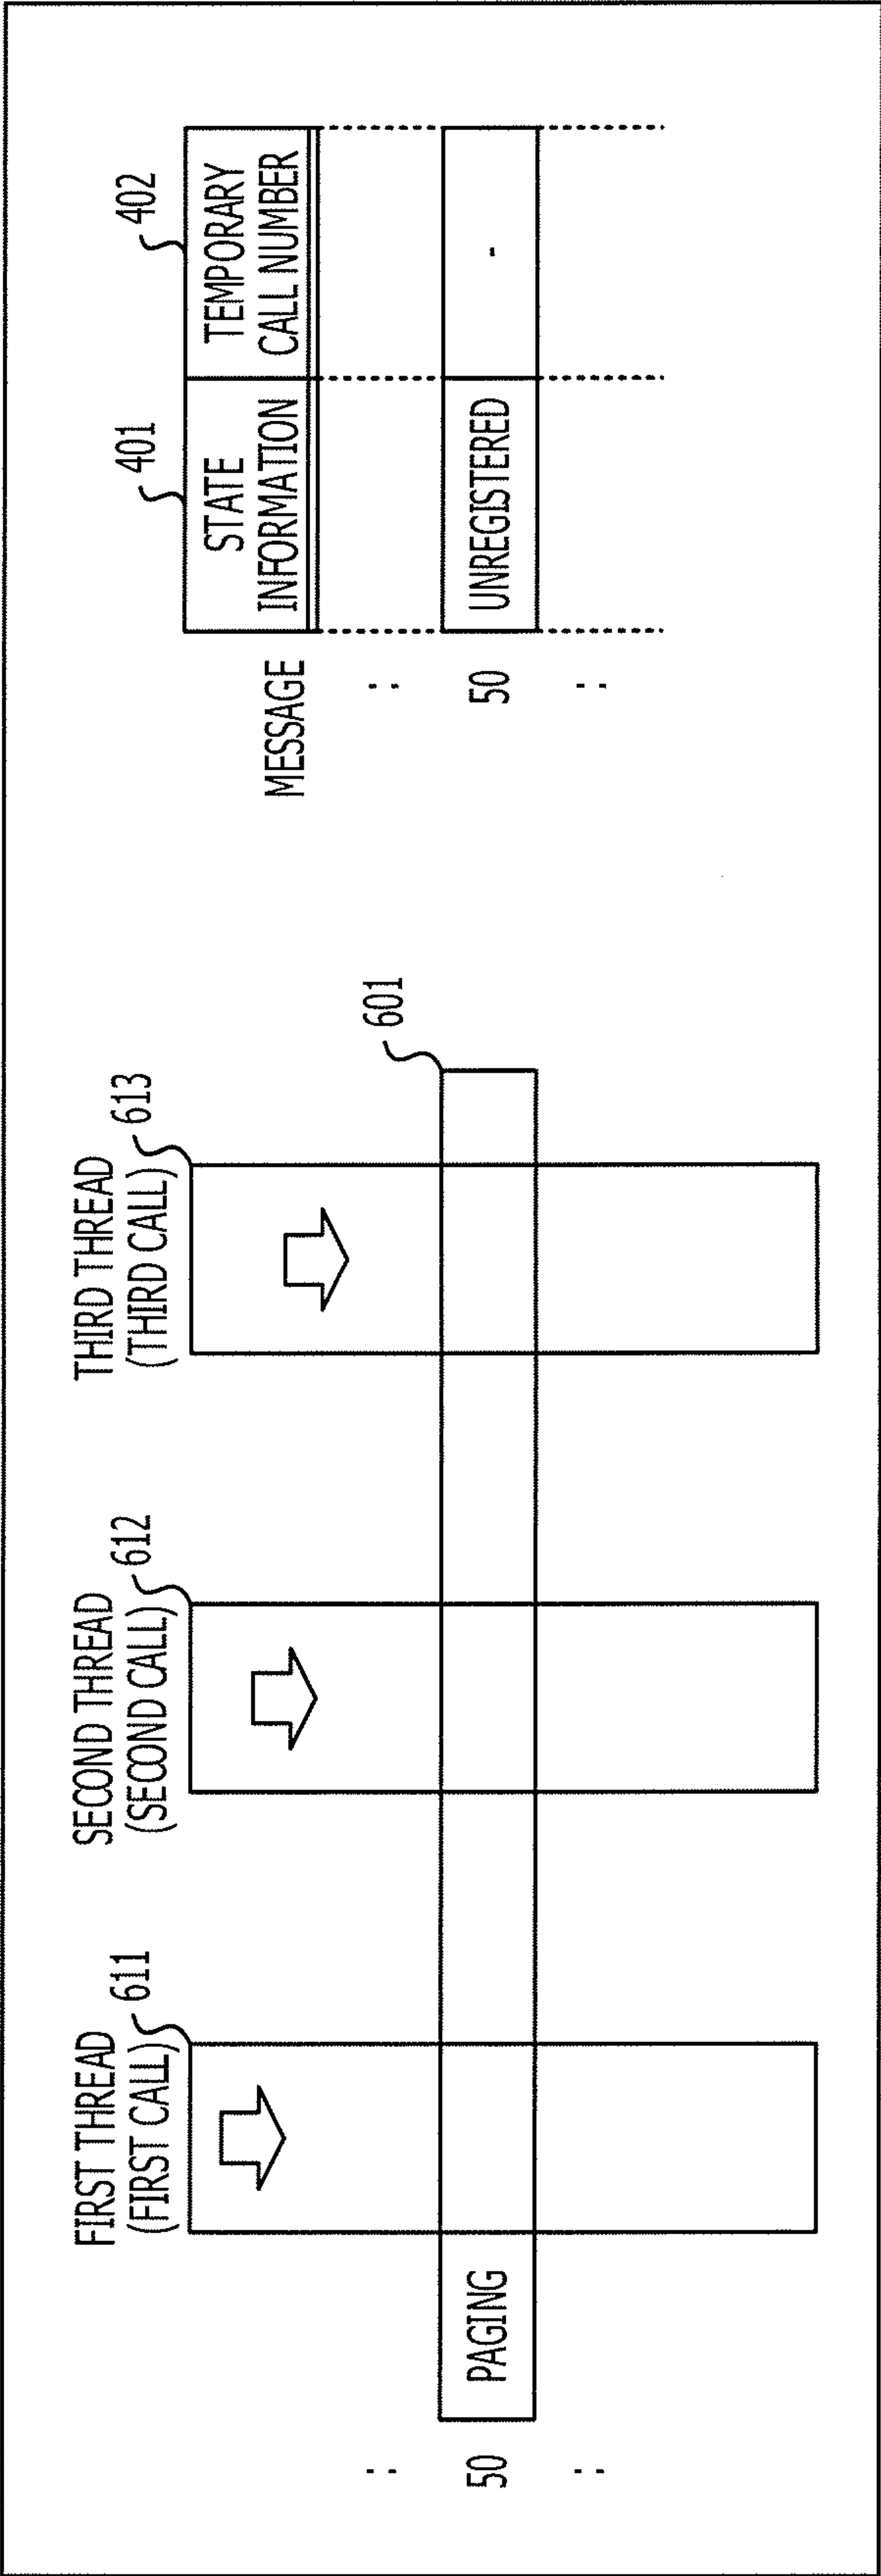 FIRST THREAD
(FIRST CALL)
611
SECOND THREAD
(SECOND CALL)
612
THIRD THREAD
(THIRD CALL)
613
601
:
50
PAGING
:
401
402
MESSAGE
STATE
INFORMATION
TEMPORARY
CALL NUMBER
:
50
UNREGISTERED
-
: